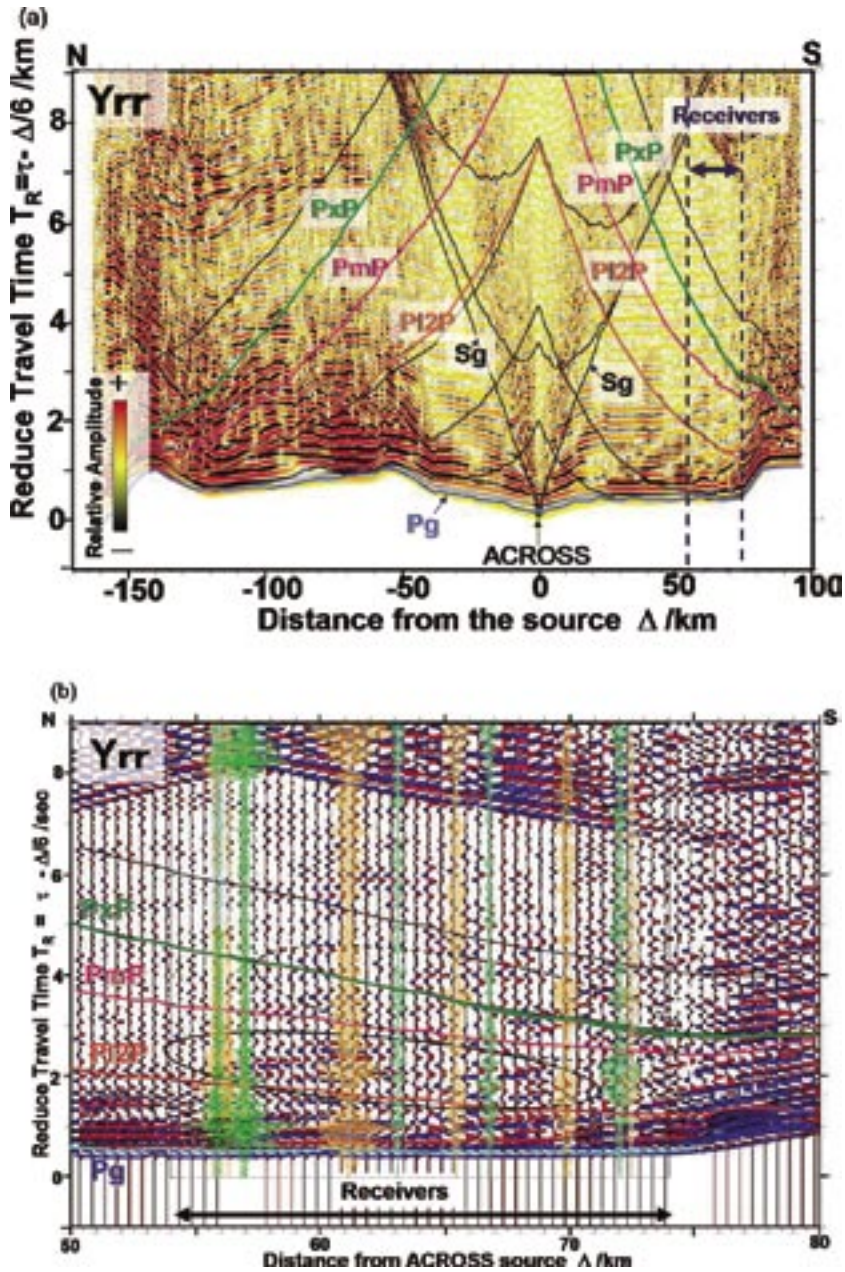 (a)
N
S
Yrr
Receivers
PxP
PxP
PmP
PmP
Pl2P
Pl2P
Sg
Sg
Pg
ACROSS
Relative Amplitude
+
—
Reduce Travel Time T_R=τ- Δ/6 /km
8
6
4
2
0
-150
-100
-50
0
50
100
Distance from the source Δ /km
(b)
N
S
Yrr
PxP
PmP
Pl2P
Pg
Receivers
Reduce Travel Time T_R = τ - Δ/6 /sec
8
6
4
2
0
50
60
70
80
Distance from ACROSS source Δ /km